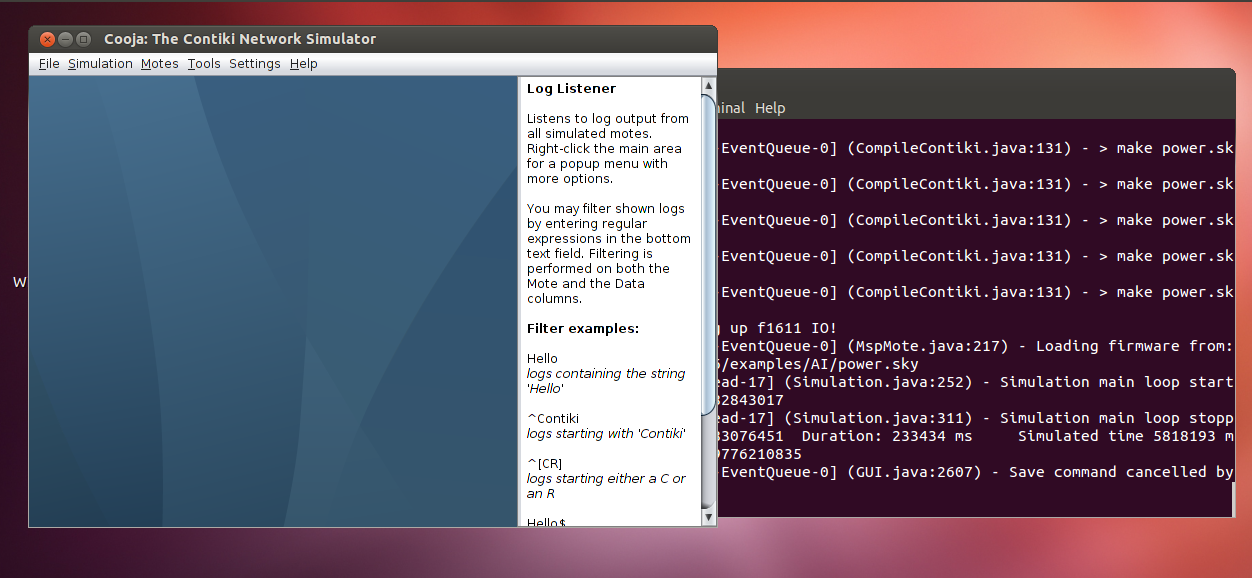 Cooja: The Contiki Network Simulator
File Simulation Motes Tools Settings Help
Log Listener
Listens to log output from
all simulated motes.
Right-click the main area
for a popup menu with
more options.
You may filter shown logs
by entering regular
expressions in the bottom
text field. Filtering is
performed on both the
Mote and the Data
columns.
Filter examples:
Hello
logs containing the string
'Hello'
^Contiki
logs starting with 'Contiki'
^[CR]
logs starting either a C or
an R
Hello$
W
Help
EventQueue-0] (CompileContiki.java:131) - > make power.sk
EventQueue-0] (CompileContiki.java:131) - > make power.sk
EventQueue-0] (CompileContiki.java:131) - > make power.sk
EventQueue-0] (CompileContiki.java:131) - > make power.sk
EventQueue-0] (CompileContiki.java:131) - > make power.sk
up f1611 IO!
EventQueue-0] (MspMote.java:217) - Loading firmware from:
/examples/AI/power.sky
ead-17] (Simulation.java:252) - Simulation main loop start
32843017
ead-17] (Simulation.java:311) - Simulation main loop stopp
33076451 Duration: 233434 ms Simulated time 5818193 m
9776210835
EventQueue-0] (GUI.java:2607) - Save command cancelled by